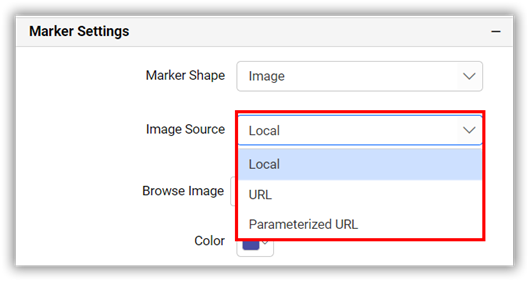 Marker Settings
Marker Shape Image
Image Source Local
Local
URL
Browse Image
Parameterized URL
Color